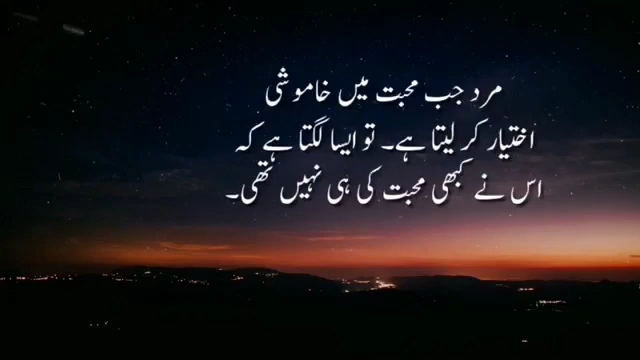 مرد جب محبت میں خاموشی
اختیار کر لیتا ہے۔ تو ایسا لگتا ہے کہ
اس نے کبھی محبت کی ہی نہیں تھی۔